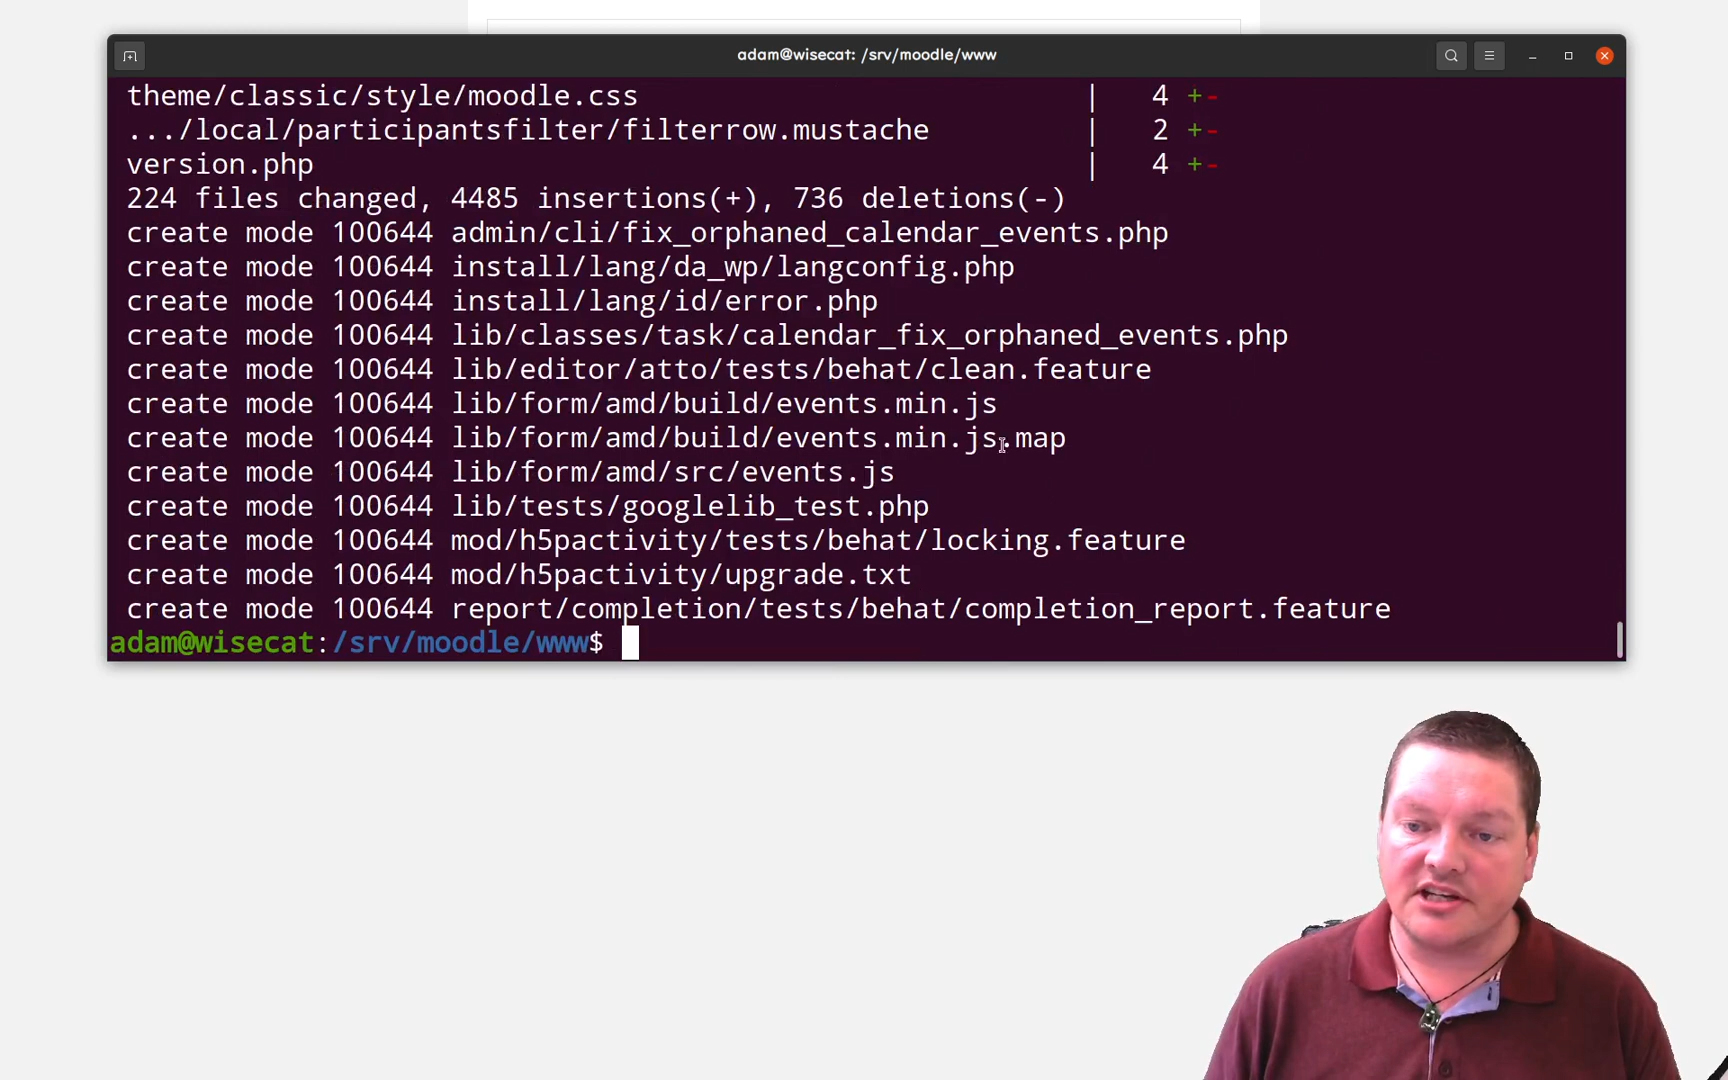 adam@wisecat: /srv/moodle/www
theme/classic/style/moodle.css | 4 +-
.../local/participantsfilter/filterrow.mustache | 2 +-
version.php | 4 +-
224 files changed, 4485 insertions(+), 736 deletions(-)
create mode 100644 admin/cli/fix_orphaned_calendar_events.php
create mode 100644 install/lang/da_wp/langconfig.php
create mode 100644 install/lang/id/error.php
create mode 100644 lib/classes/task/calendar_fix_orphaned_events.php
create mode 100644 lib/editor/atto/tests/behat/clean.feature
create mode 100644 lib/form/amd/build/events.min.js
create mode 100644 lib/form/amd/build/events.min.js.map
create mode 100644 lib/form/amd/src/events.js
create mode 100644 lib/tests/googlelib_test.php
create mode 100644 mod/h5pactivity/tests/behat/locking.feature
create mode 100644 mod/h5pactivity/upgrade.txt
create mode 100644 report/completion/tests/behat/completion_report.feature
adam@wisecat:/srv/moodle/www$